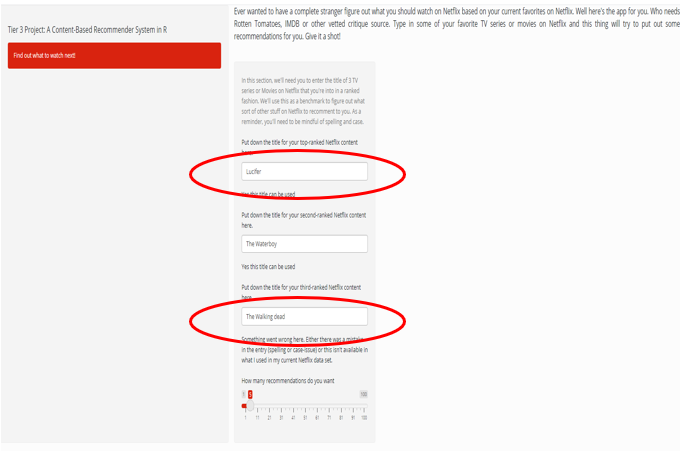 Ever wanted to have a complete stranger figure out what you should watch on Netflix based on your current favorites on Netflix. Well here's the app for you. Who needs
Rotten Tomatoes, IMDB or other vetted critique source. Type in some of your favorite TV series or movies on Netflix and this thing will try to put out some
recommendations for you. Give it a shot!
Tier 3 Project: A Content-Based Recommender System in R
Find out what to watch next!
In this section, we'll need you to enter the title of 3 TV
series or Movies on Netflix that you're into in a ranked
fashion. We'll use this as a benchmark to figure out what
sort of other stuff on Netflix to recommend to you. As a
reminder, you'll need to be mindful of spelling and case.
Put down the title for your top-ranked Netflix content
here.
Lucifer
Yes this title can be used
Put down the title for your second-ranked Netflix content
here.
The Waterboy
Yes this title can be used
Put down the title for your third-ranked Netflix content
here.
The Walking dead
Something went wrong here. Either there was a mistake
in the entry (spelling or case-issue) or this isn't available in
what I used in my current Netflix data set.
How many recommendations do you want
1 5 100
1 11 21 31 41 51 61 71 81 91 100